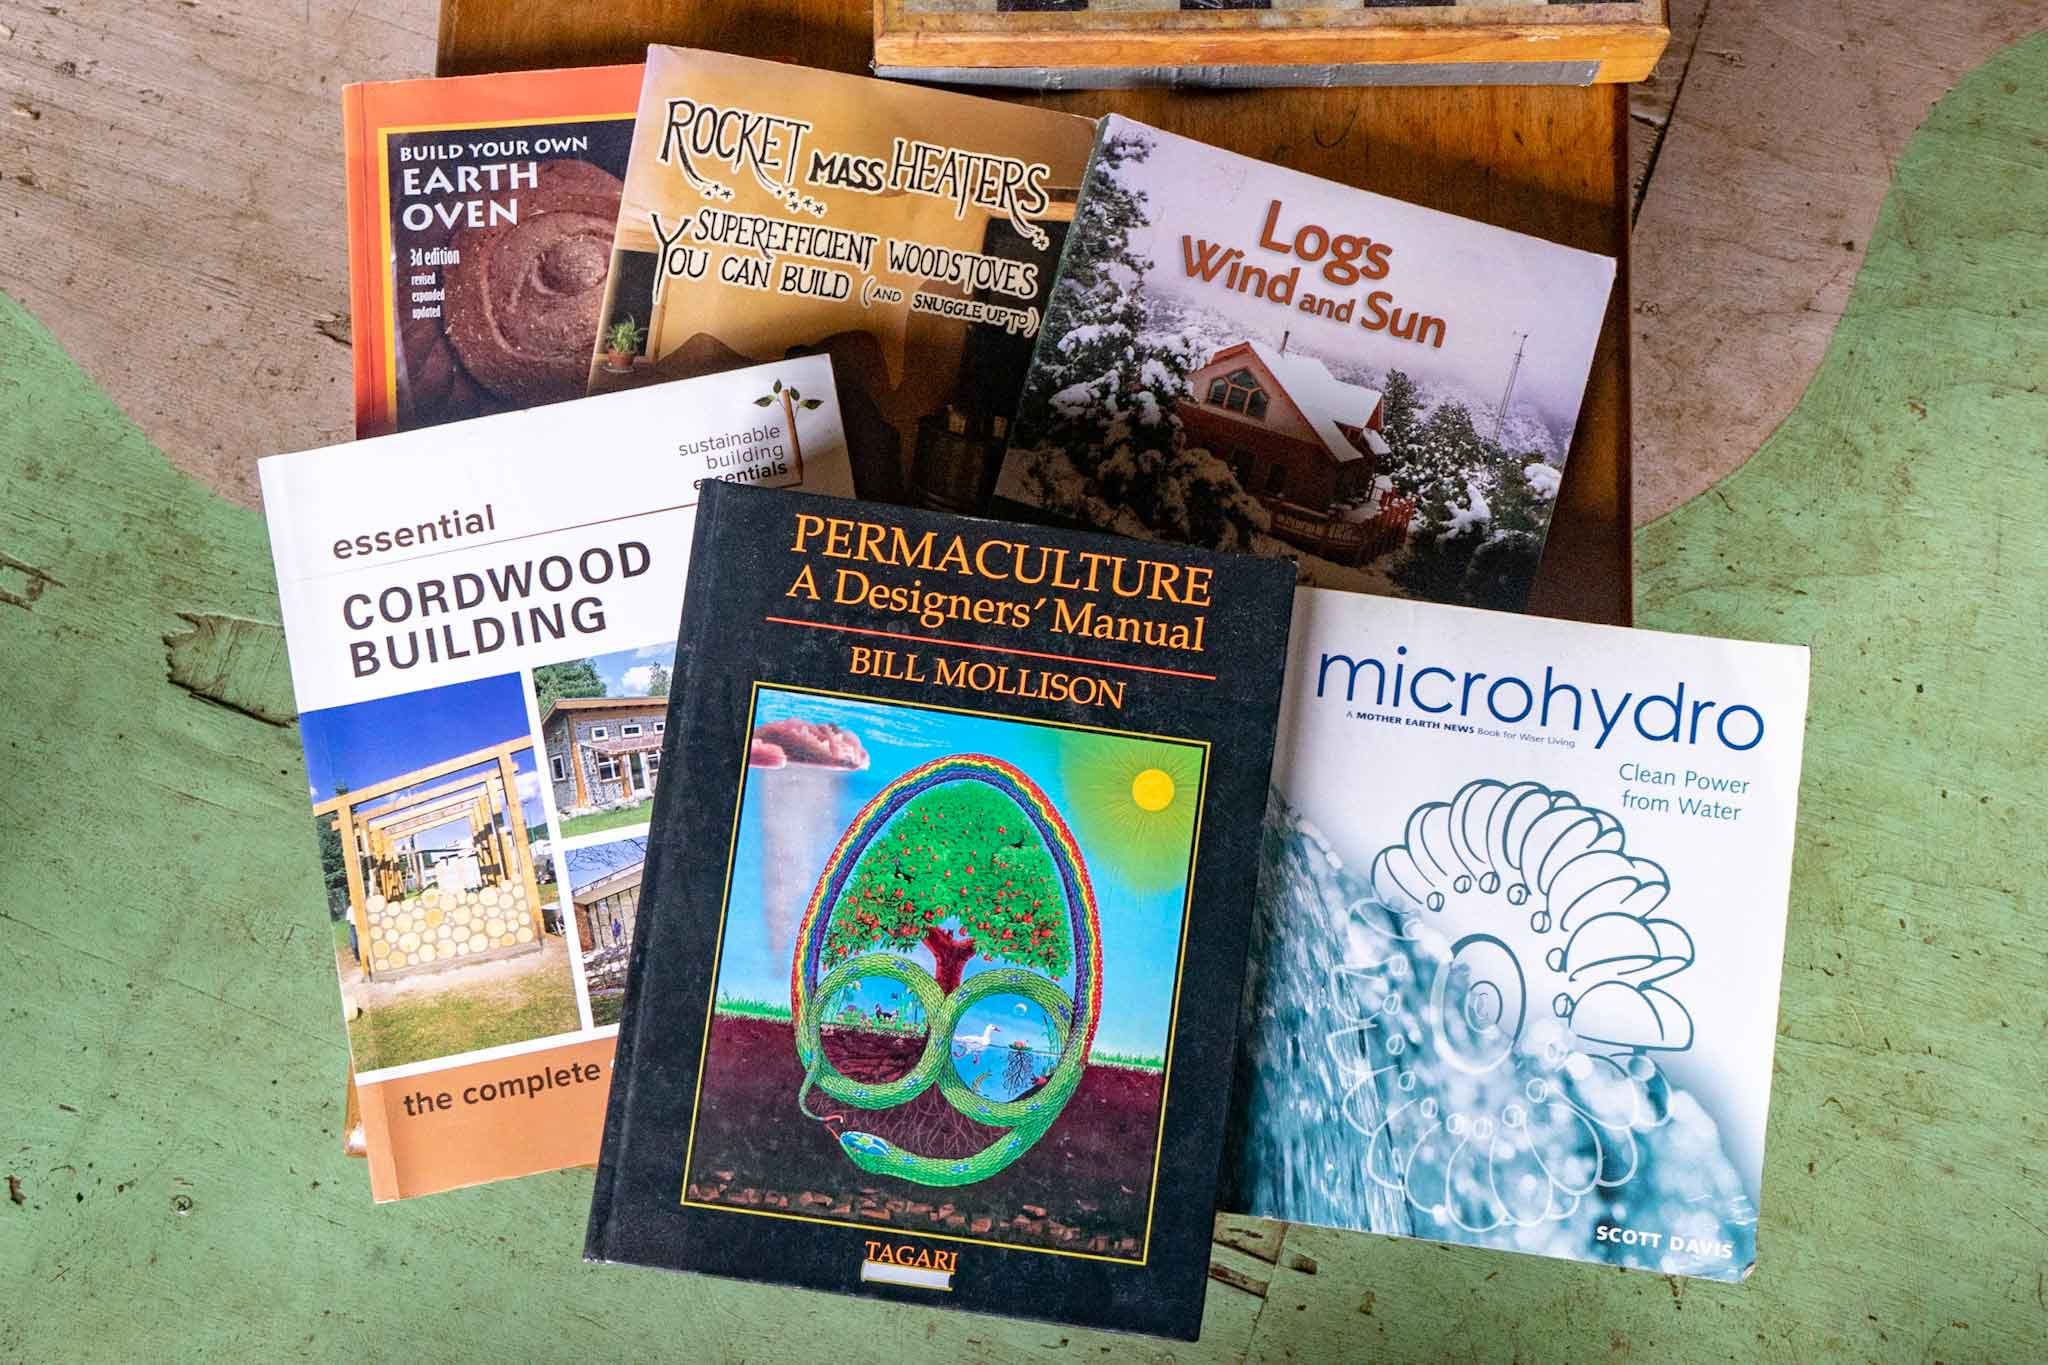 BUILD YOUR OWN
EARTH
OVEN
3d edition
revised
expanded
updated
ROCKET MASS HEATERS
SUPEREFFICIENT WOODSTOVES
YOU CAN BUILD (AND SNUGGLE UP TO)
Logs
Wind and Sun
sustainable
building
essentials
essential
CORDWOOD
BUILDING
the complete
PERMACULTURE
A Designers' Manual
BILL MOLLISON
TAGARI
microhydro
A MOTHER EARTH NEWS Book for Wiser Living
Clean Power
from Water
SCOTT DAVIS